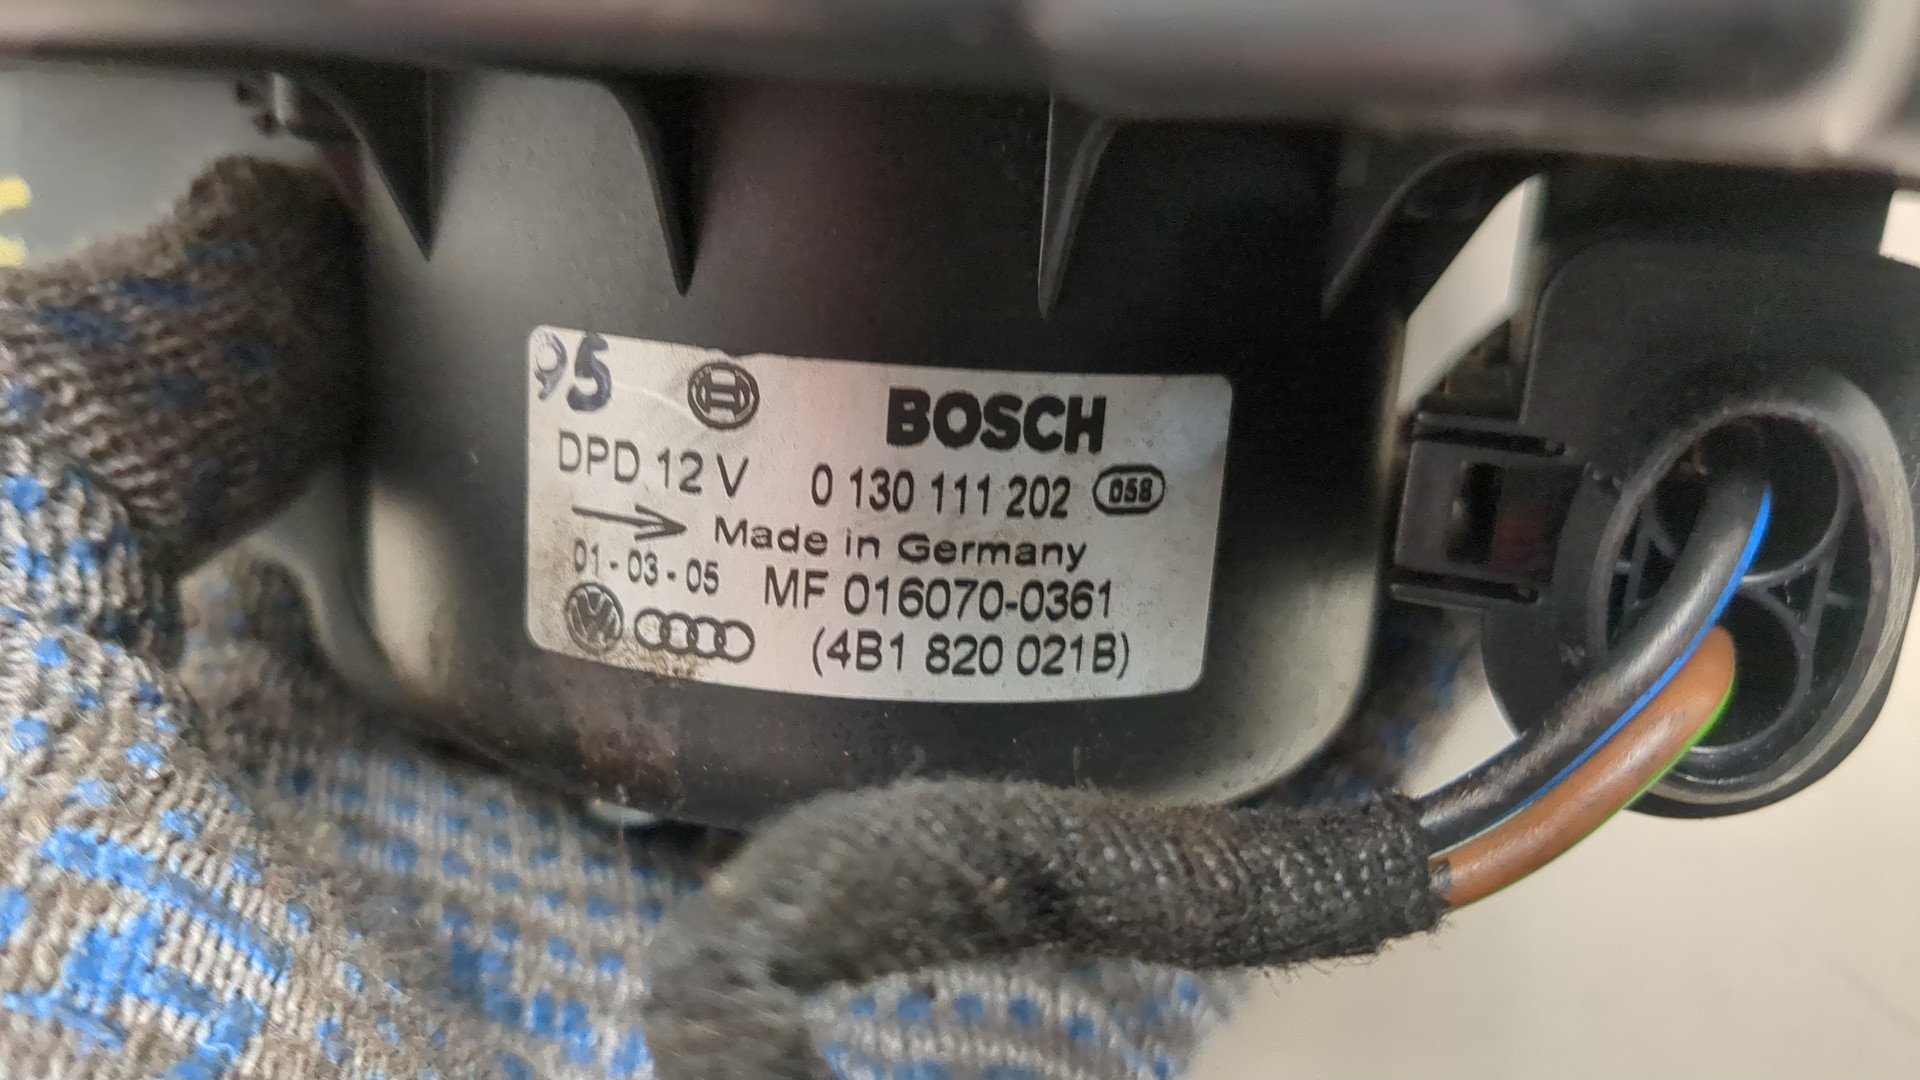 95
BOSCH
DPD 12 V 0 130 111 202 058
Made in Germany
01-03-05 MF 016070-0361
(4B1 820 021B)